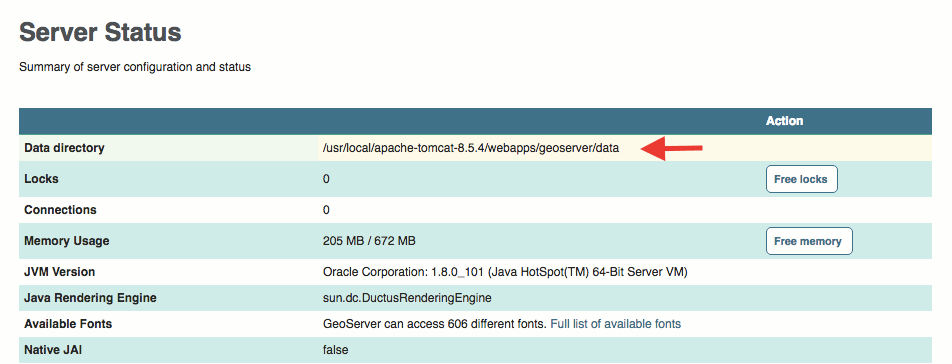 Server Status
Summary of server configuration and status
Action
Data directory /usr/local/apache-tomcat-8.5.4/webapps/geoserver/data
Locks 0 Free locks
Connections 0
Memory Usage 205 MB / 672 MB Free memory
JVM Version Oracle Corporation: 1.8.0_101 (Java HotSpot(TM) 64-Bit Server VM)
Java Rendering Engine sun.dc.DuctusRenderingEngine
Available Fonts GeoServer can access 606 different fonts. Full list of available fonts
Native JAI false